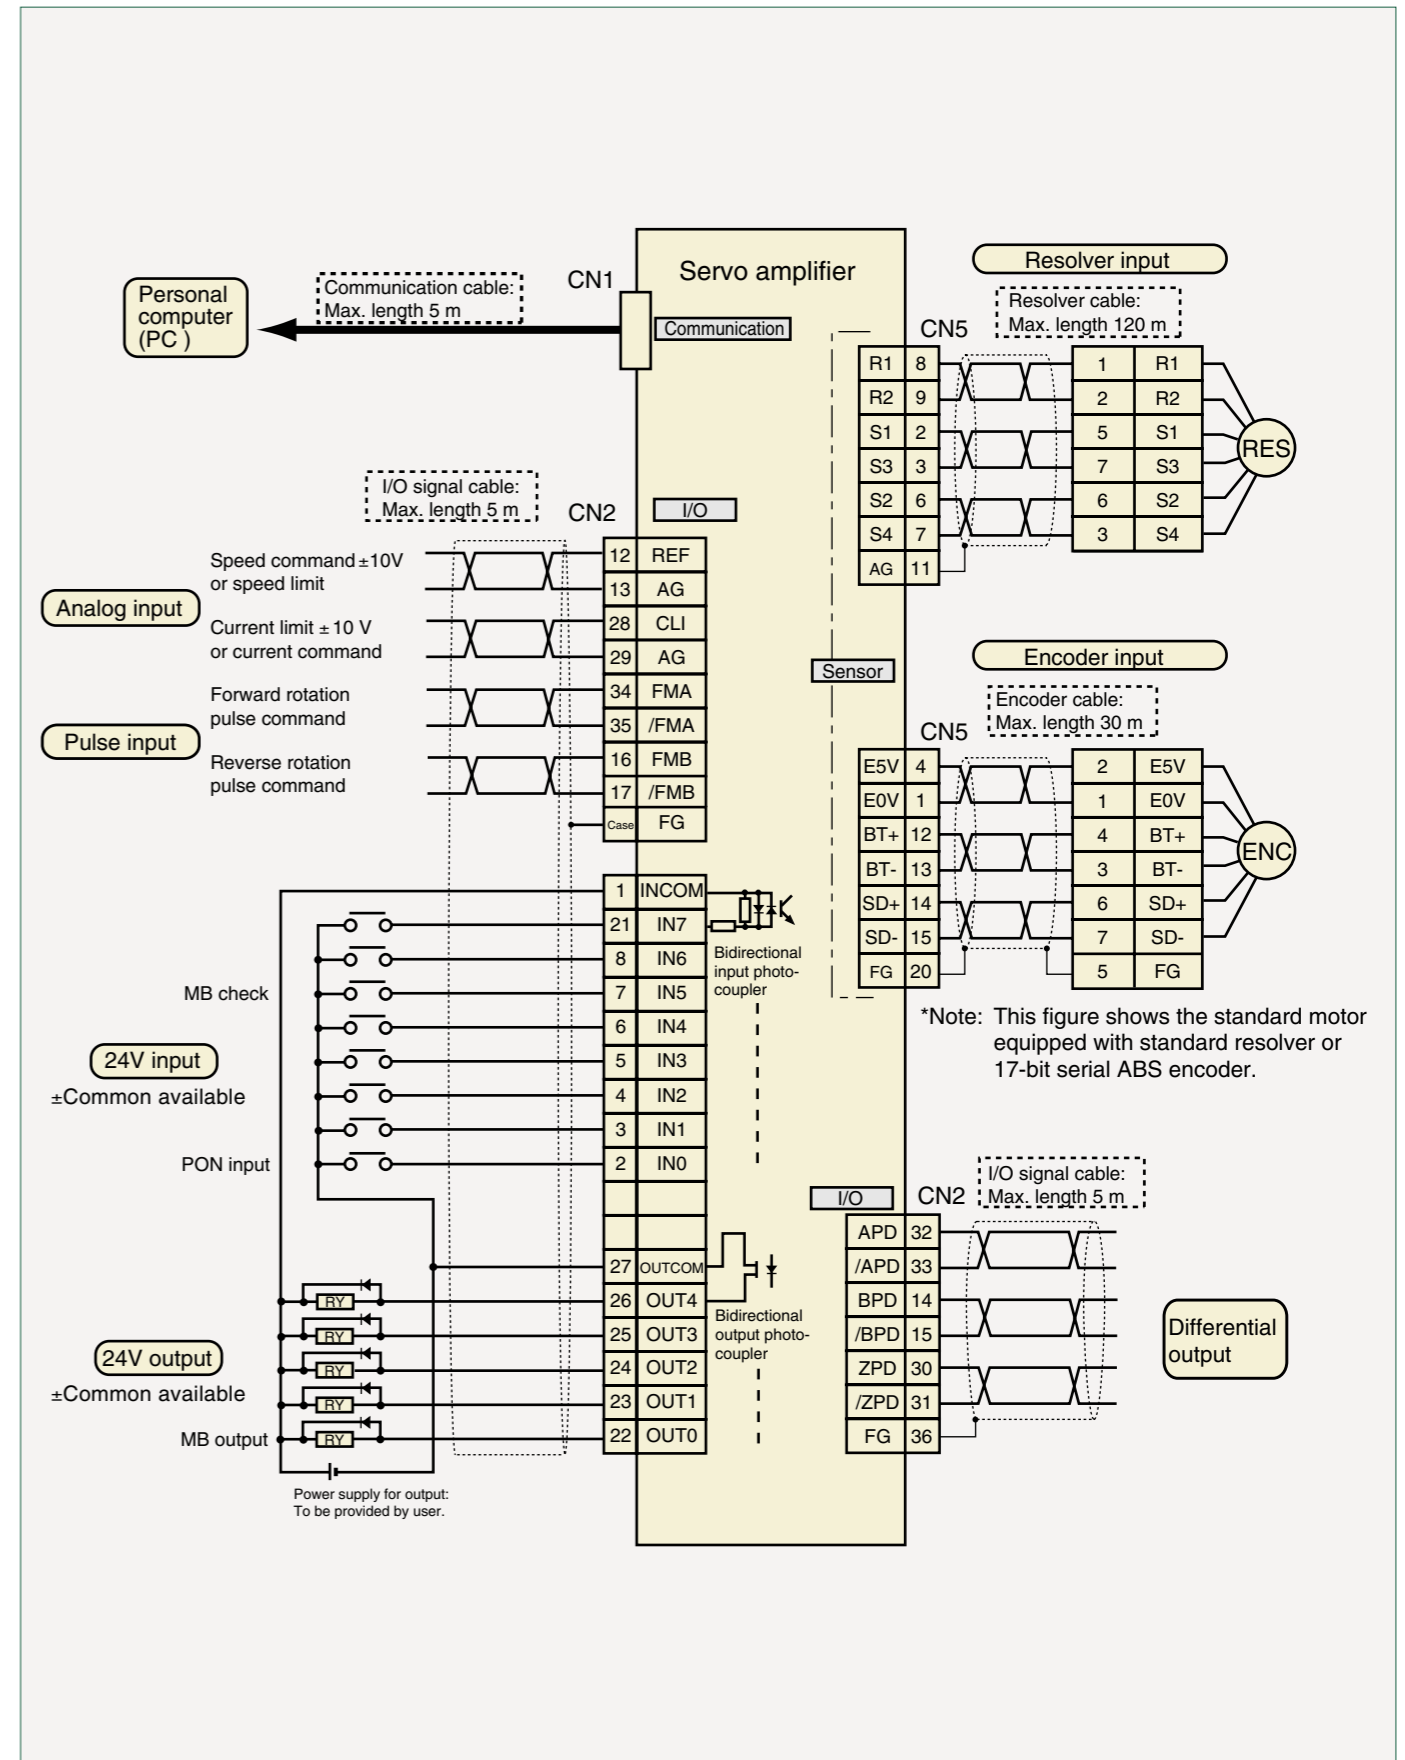 Servo amplifier
Personal
computer
(PC )
Communication cable:
Max. length 5 m
CN1
Communication
I/O signal cable:
Max. length 5 m
CN2
I/O
Analog input
Speed command ±10V
or speed limit
Current limit ± 10 V
or current command
Pulse input
Forward rotation
pulse command
Reverse rotation
pulse command
12 REF
13 AG
28 CLI
29 AG
34 FMA
35 /FMA
16 FMB
17 /FMB
Case FG
1 INCOM
21 IN7
8 IN6
7 IN5
6 IN4
5 IN3
4 IN2
3 IN1
2 IN0
27 OUTCOM
26 OUT4
25 OUT3
24 OUT2
23 OUT1
22 OUT0
Bidirectional
input photo-
coupler
Bidirectional
output photo-
coupler
MB check
24V input
±Common available
PON input
RY
RY
RY
RY
RY
24V output
±Common available
MB output
Power supply for output:
To be provided by user.
Resolver input
Resolver cable:
Max. length 120 m
CN5
R1 8 1 R1
R2 9 2 R2
S1 2 5 S1
S3 3 7 S3
S2 6 6 S2
S4 7 3 S4
AG 11
RES
Sensor
Encoder input
Encoder cable:
Max. length 30 m
CN5
E5V 4 2 E5V
E0V 1 1 E0V
BT+ 12 4 BT+
BT- 13 3 BT-
SD+ 14 6 SD+
SD- 15 7 SD-
FG 20 5 FG
ENC
*Note: This figure shows the standard motor
equipped with standard resolver or
17-bit serial ABS encoder.
I/O
CN2
I/O signal cable:
Max. length 5 m
APD 32
/APD 33
BPD 14
/BPD 15
ZPD 30
/ZPD 31
FG 36
Differential
output